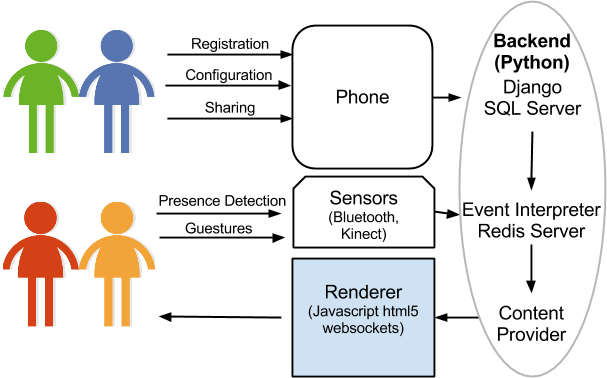 Registration
Configuration
Sharing
Phone
Backend
(Python)
Django
SQL Server
Presence Detection
Guestures
Sensors
(Bluetooth,
Kinect)
Event Interpreter
Redis Server
Renderer
(Javascript html5
websockets)
Content
Provider